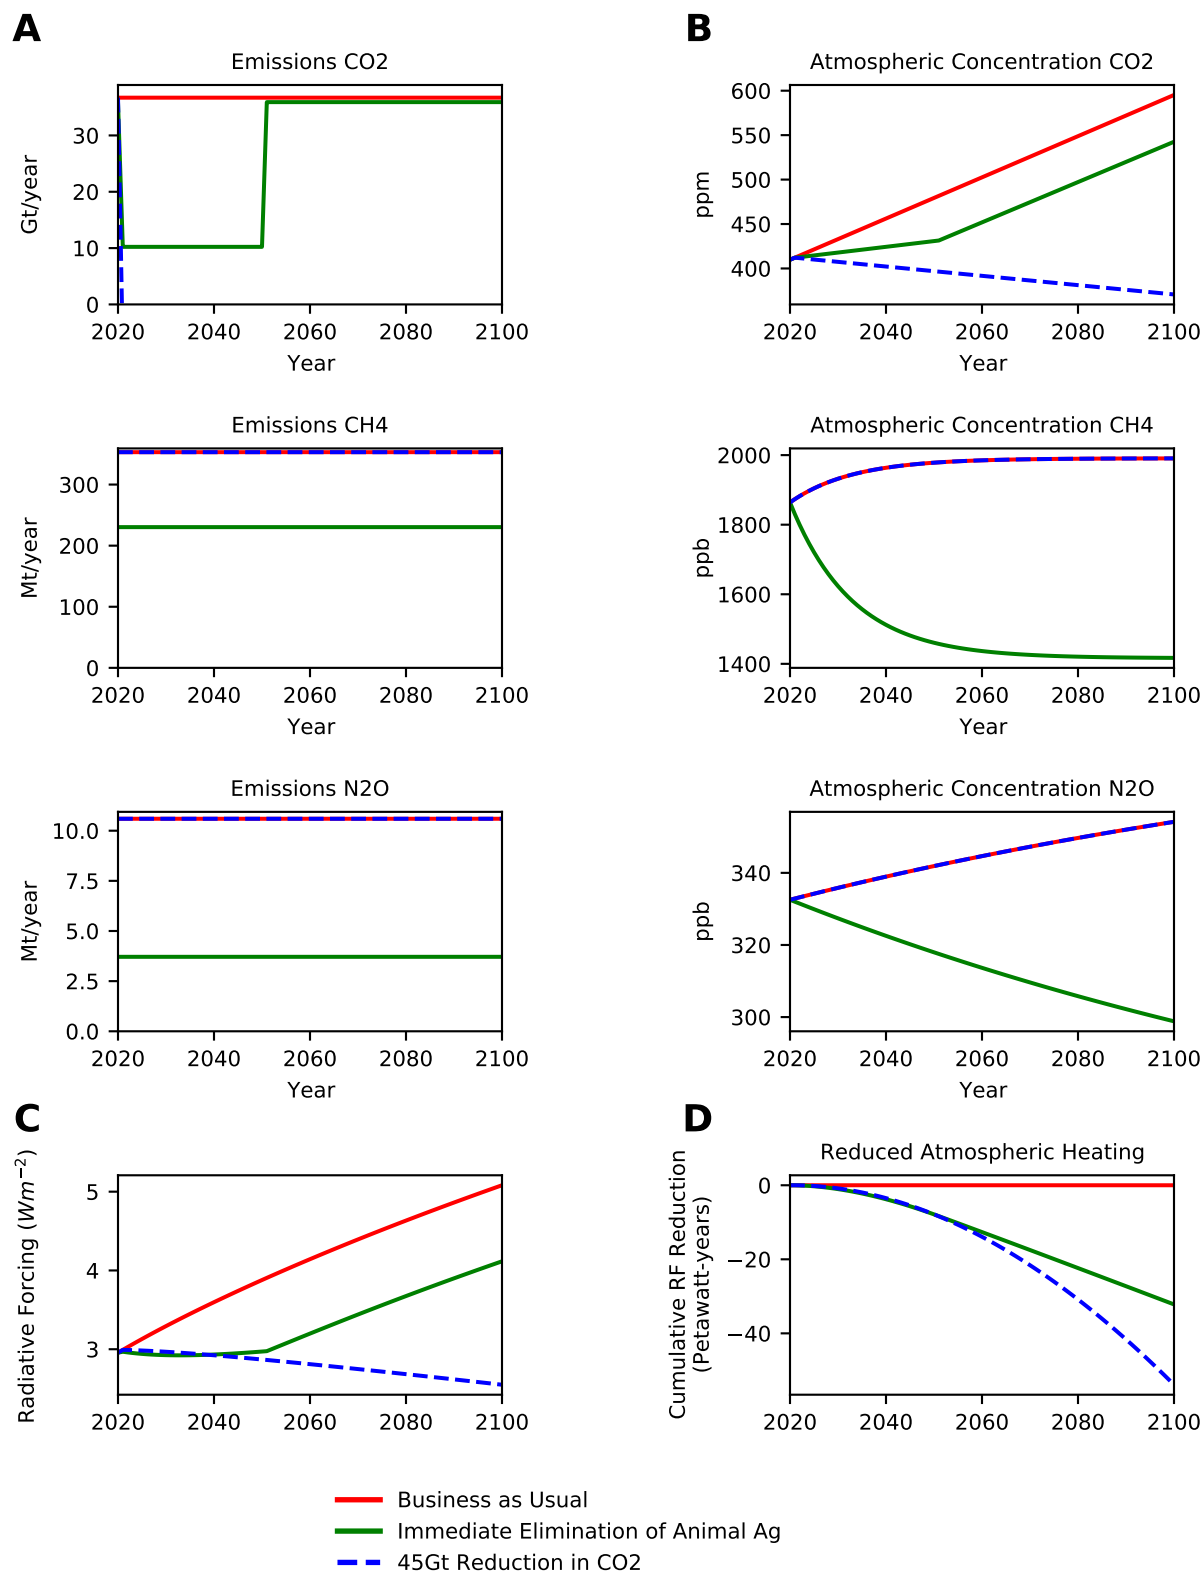 A
B
Emissions CO2
Gt/year
30
20
10
0
2020 2040 2060 2080 2100
Year
Atmospheric Concentration CO2
ppm
600
550
500
450
400
2020 2040 2060 2080 2100
Year
Emissions CH4
Mt/year
300
200
100
0
2020 2040 2060 2080 2100
Year
Atmospheric Concentration CH4
ppb
2000
1800
1600
1400
2020 2040 2060 2080 2100
Year
Emissions N2O
Mt/year
10.0
7.5
5.0
2.5
0.0
2020 2040 2060 2080 2100
Year
Atmospheric Concentration N2O
ppb
340
320
300
2020 2040 2060 2080 2100
Year
C
Radiative Forcing (Wm⁻²)
5
4
3
2020 2040 2060 2080 2100
D
Reduced Atmospheric Heating
Cumulative RF Reduction
(Petawatt-years)
0
−20
−40
2020 2040 2060 2080 2100
Business as Usual
Immediate Elimination of Animal Ag
45Gt Reduction in CO2